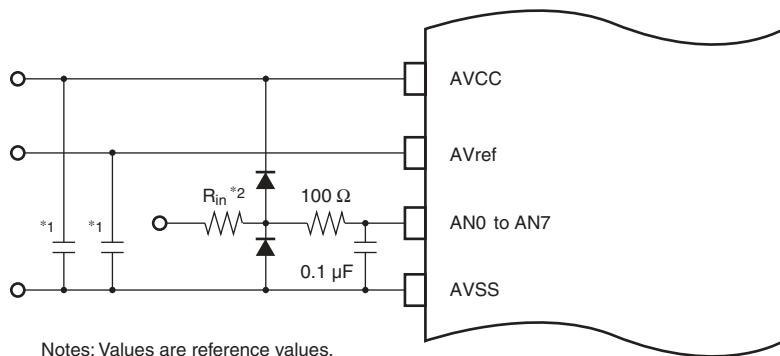 AVCC
AVref
Rin *2 100 Ω
*1 *1 AN0 to AN7
0.1 µF AVSS
Notes: Values are reference values.